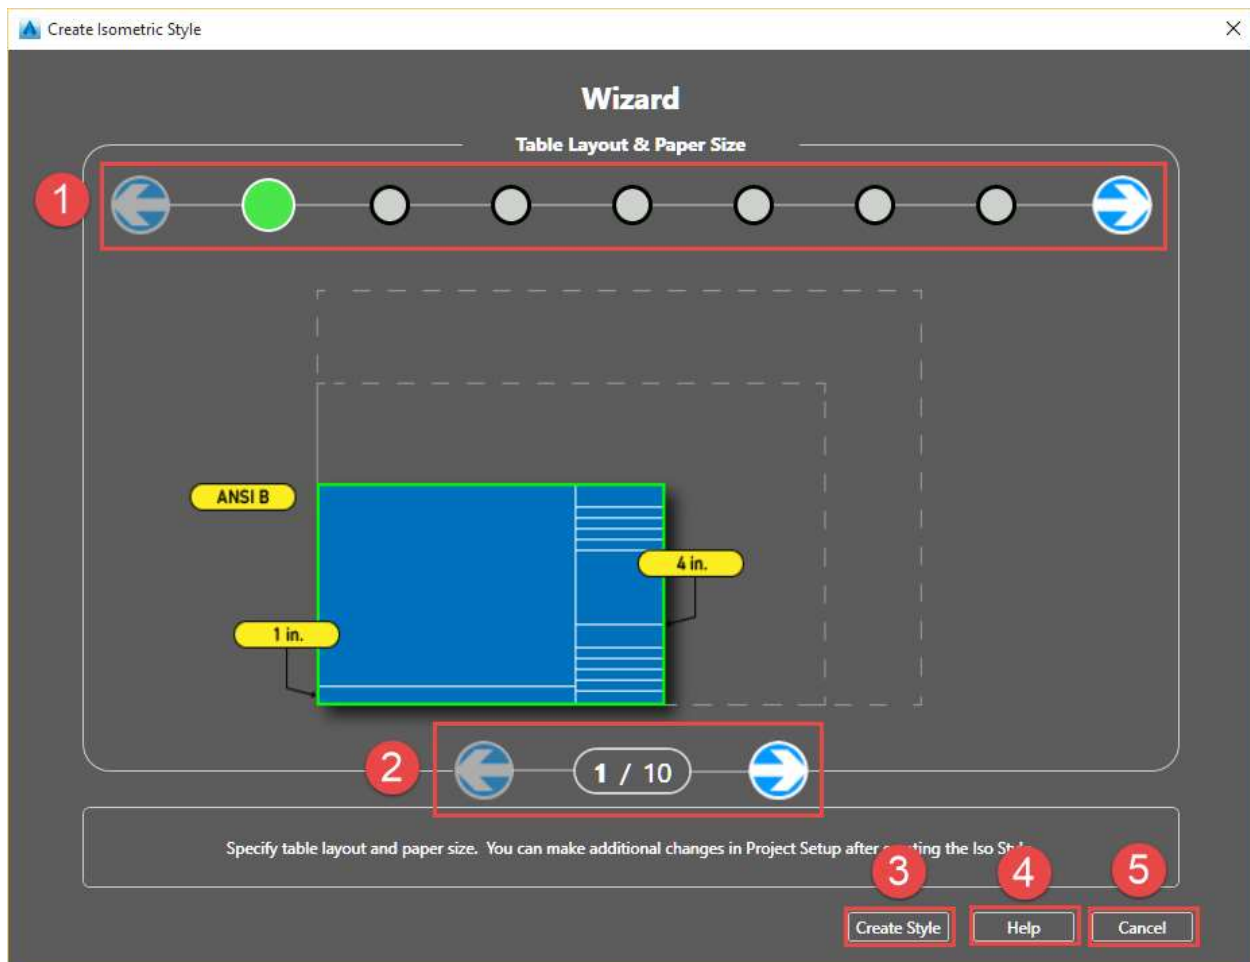 Create Isometric Style
Wizard
Table Layout & Paper Size
1
ANSI B
4 in.
1 in.
2
1 / 10
Specify table layout and paper size. You can make additional changes in Project Setup after the Iso
3
4
5
Create Style
Help
Cancel